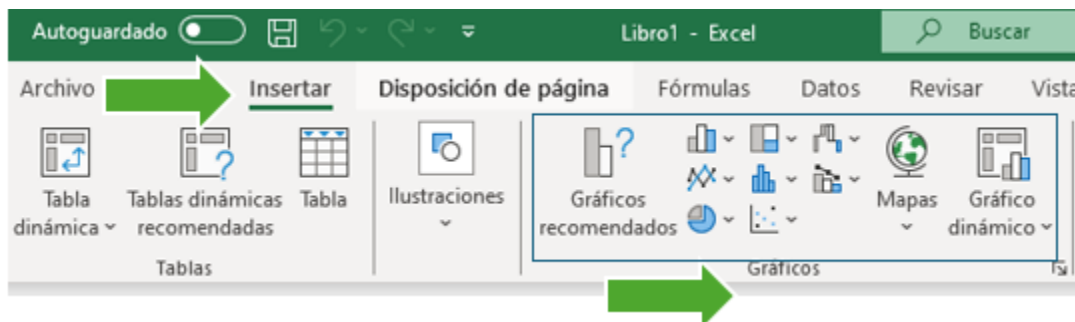 Autoguardado
Libro1 - Excel
Buscar
Archivo
Insertar
Disposición de página
Fórmulas
Datos
Revisar
Vista
Tabla
dinámica
Tablas dinámicas
recomendadas
Tabla
Tablas
Ilustraciones
Gráficos
recomendados
Mapas
Gráfico
dinámico
Gráficos